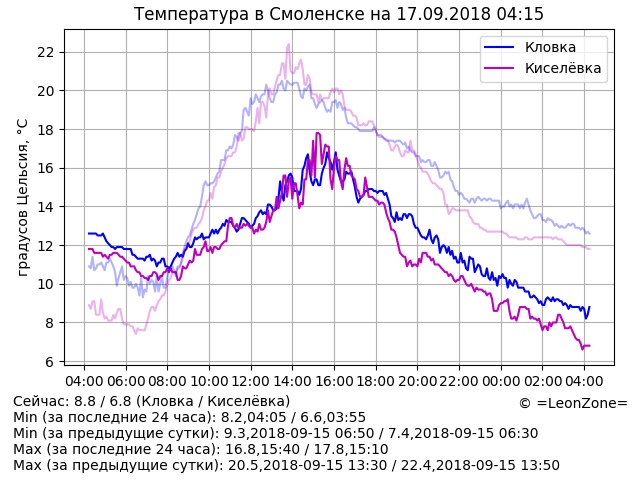 Температура в Смоленске на 17.09.2018 04:15
Кловка
Киселёвка
градусов Цельсия, °C
22
20
18
16
14
12
10
8
6
04:00 06:00 08:00 10:00 12:00 14:00 16:00 18:00 20:00 22:00 00:00 02:00 04:00
Сейчас: 8.8 / 6.8 (Кловка / Киселёвка)
© =LeonZone=
Min (за последние 24 часа): 8.2,04:05 / 6.6,03:55
Min (за предыдущие сутки): 9.3,2018-09-15 06:50 / 7.4,2018-09-15 06:30
Max (за последние 24 часа): 16.8,15:40 / 17.8,15:10
Max (за предыдущие сутки): 20.5,2018-09-15 13:30 / 22.4,2018-09-15 13:50